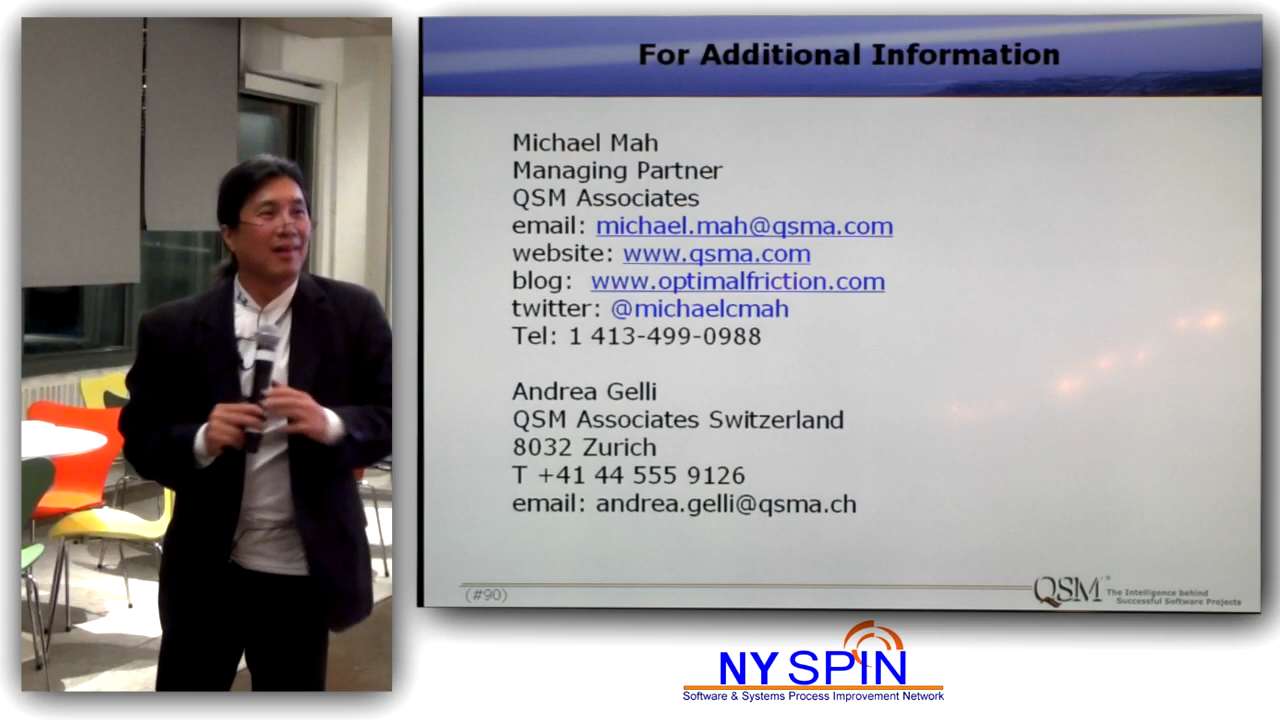 For Additional Information
Michael Mah
Managing Partner
QSM Associates
email: michael.mah@qsma.com
website: www.qsma.com
blog: www.optimalfriction.com
twitter: @michaelcmah
Tel: 1 413-499-0988
Andrea Gelli
QSM Associates Switzerland
8032 Zurich
T +41 44 555 9126
email: andrea.gelli@qsma.ch
(#90)
QSM®
The Intelligence behind
Successful Software Projects
NY SPIN
Software & Systems Process Improvement Network